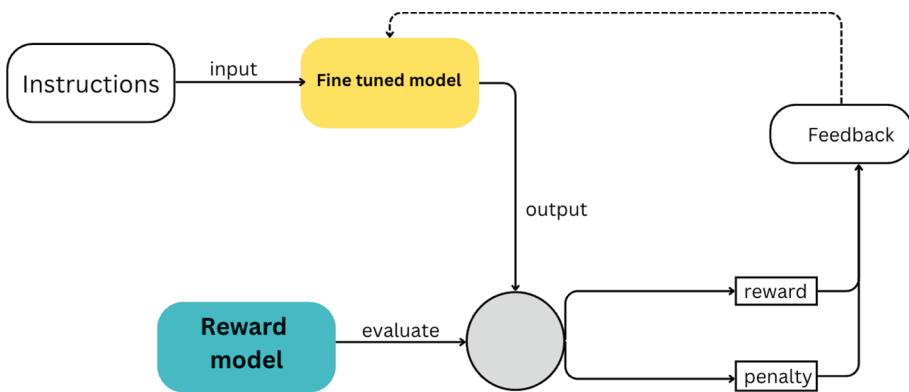 Instructions
input
Fine tuned model
Feedback
output
reward
Reward
model
evaluate
penalty